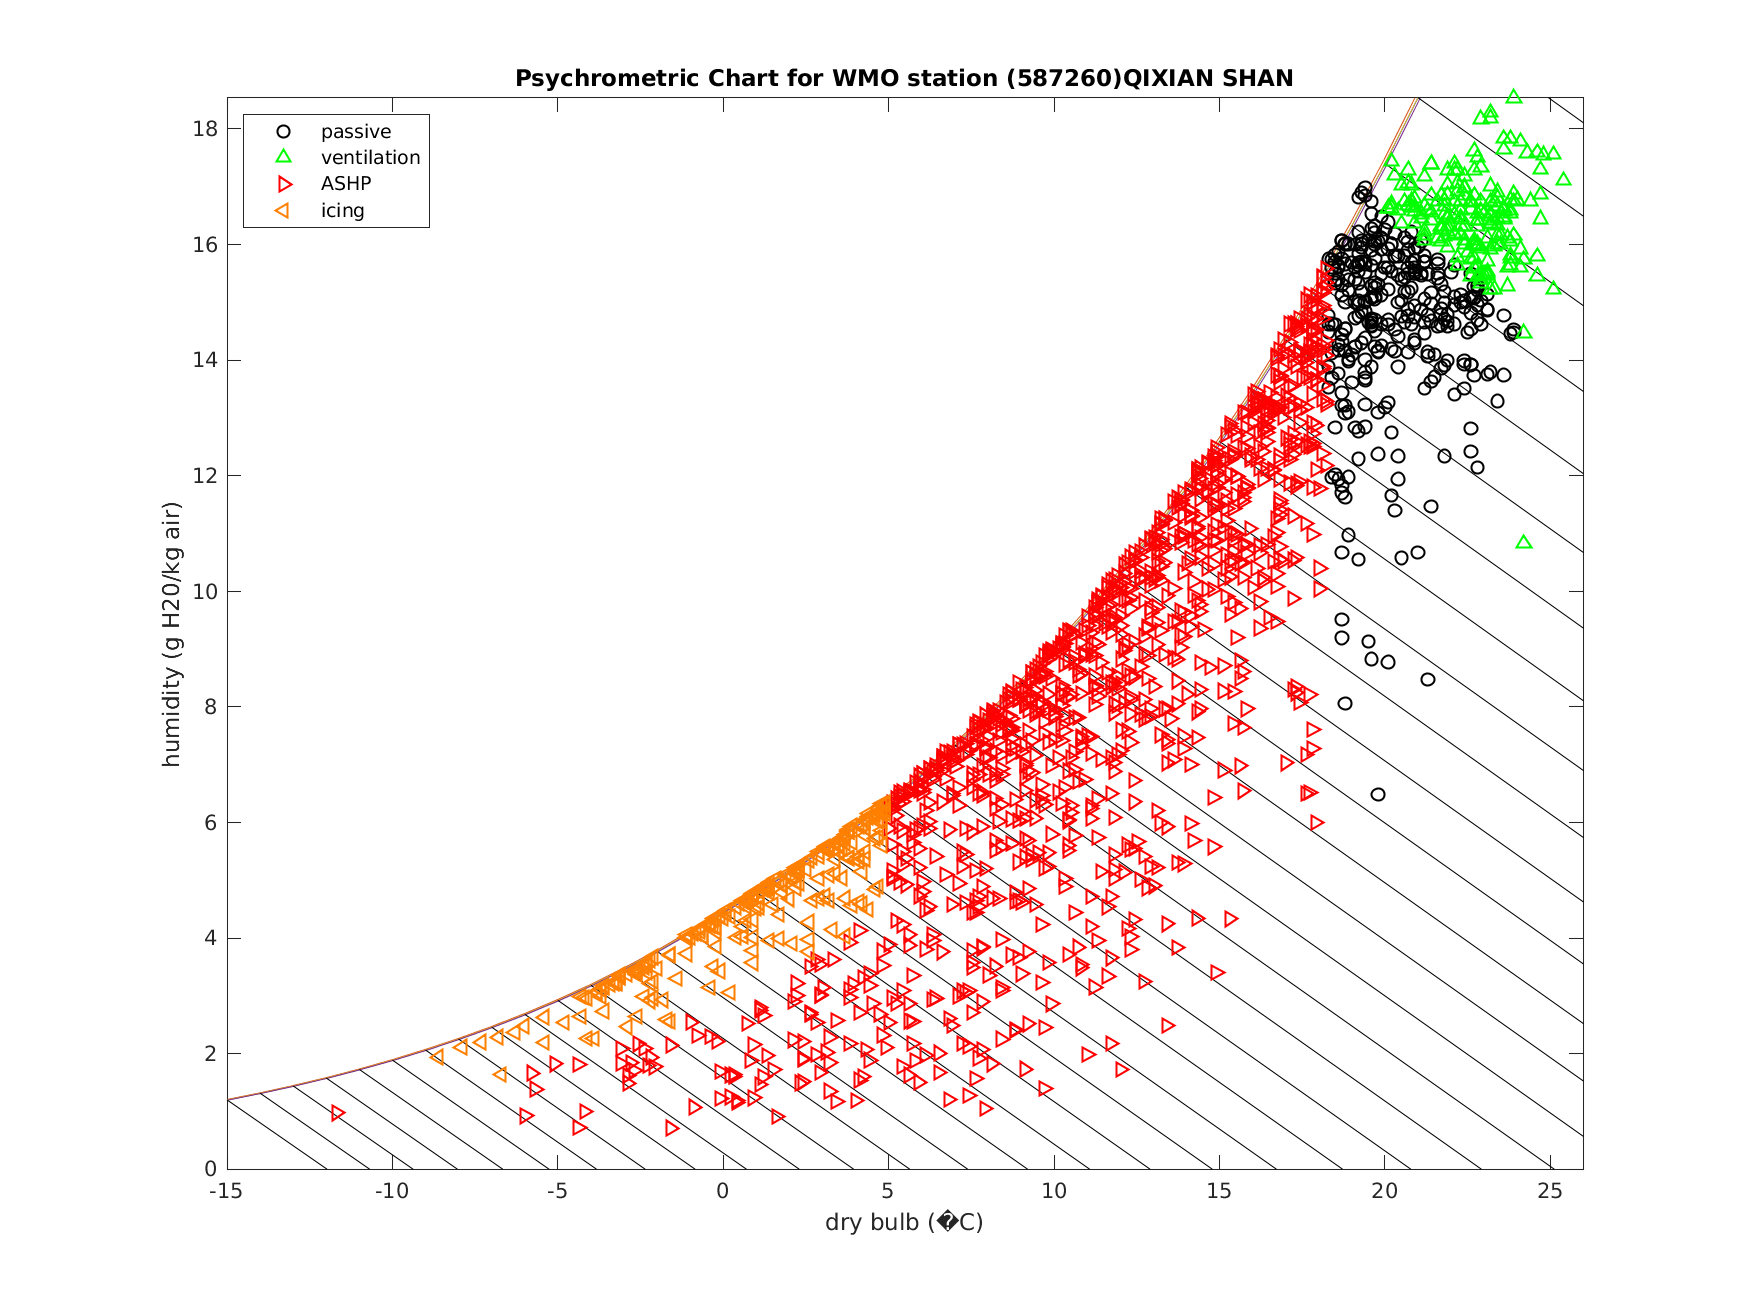 Psychrometric Chart for WMO station (587260)QIXIAN SHAN
passive
ventilation
ASHP
icing
18
16
14
12
10
8
6
4
2
0
humidity (g H20/kg air)
-15 -10 -5 0 5 10 15 20 25
dry bulb (�C)